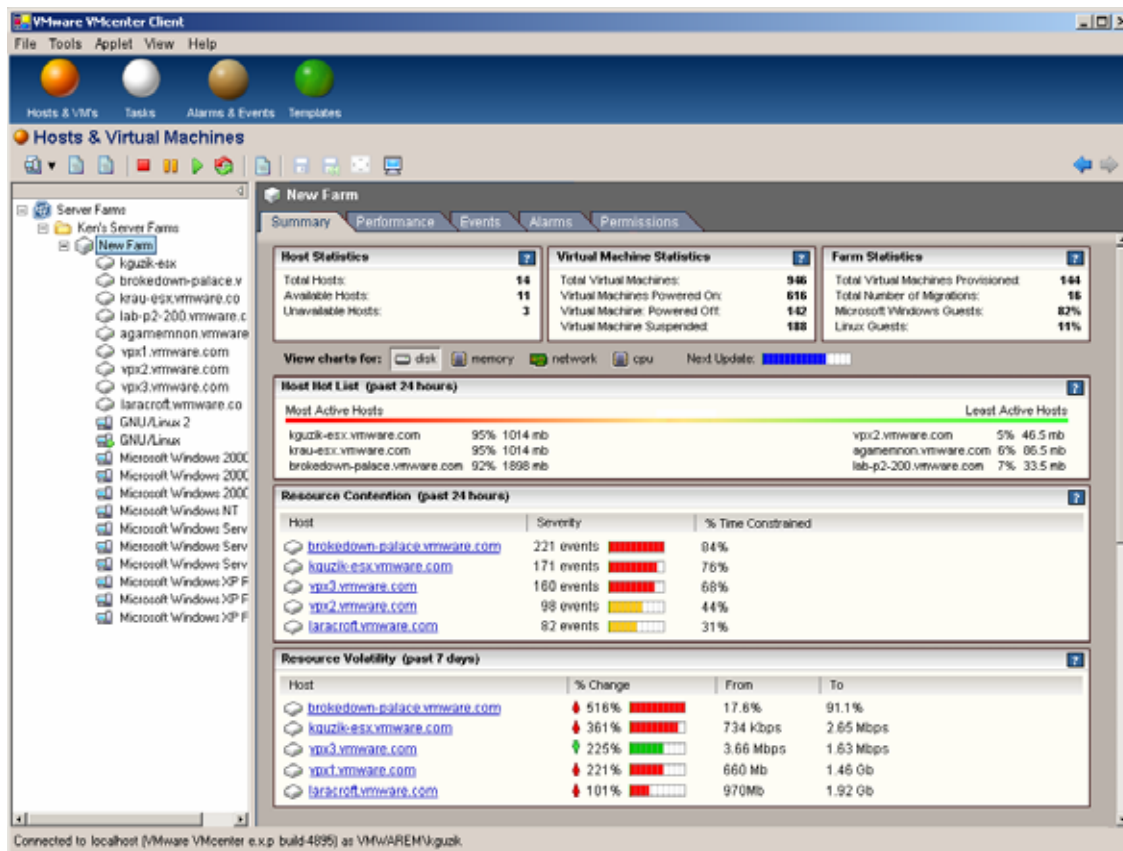 VMware VMcenter Client
File Tools Applet View Help
Hosts & VM's Tasks Alarms & Events Templates
Hosts & Virtual Machines
Server Farms
Ken's Server Farms
New Farm
kguzik-esx
brokedown-palace.v
krau-esx.vmware.co
lab-p2-200.vmware.c
agamemnon.vmware
vpx1.vmware.com
vpx2.vmware.com
vpx3.vmware.com
laracroft.vmware.co
GNU/Linux 2
GNU/Linux
Microsoft Windows 200
Microsoft Windows 200
Microsoft Windows 200
Microsoft Windows NT
Microsoft Windows Serv
Microsoft Windows Serv
Microsoft Windows Serv
Microsoft Windows XP F
Microsoft Windows XP F
Microsoft Windows XP F
New Farm
Summary Performance Events Alarms Permissions
Host Statistics
Total Hosts: 14
Available Hosts: 11
Unavailable Hosts: 3
Virtual Machine Statistics
Total Virtual Machines: 946
Virtual Machines Powered On: 616
Virtual Machine: Powered Off: 142
Virtual Machine Suspended: 188
Farm Statistics
Total Virtual Machines Provisioned: 144
Total Number of Migrations: 16
Microsoft Windows Guests: 82%
Linux Guests: 11%
View charts for: disk memory network cpu Next Update:
Host Hot List (past 24 hours)
Most Active Hosts Least Active Hosts
kguzik-esx.vmware.com 95% 1014 mb vpx2.vmware.com 5% 46.5 mb
krau-esx.vmware.com 95% 1014 mb agamemnon.vmware.com 6% 86.5 mb
brokedown-palace.vmware.com 92% 1898 mb lab-p2-200.vmware.com 7% 33.5 mb
Resource Contention (past 24 hours)
Host Severity % Time Constrained
brokedown-palace.vmware.com 221 events 84%
kguzik-esx.vmware.com 171 events 76%
vpx3.vmware.com 160 events 68%
vpx2.vmware.com 98 events 44%
laracroft.vmware.com 82 events 31%
Resource Volatility (past 7 days)
Host % Change From To
brokedown-palace.vmware.com 516% 17.6% 91.1%
kguzik-esx.vmware.com 361% 734 Kbps 2.65 Mbps
vpx3.vmware.com 225% 3.66 Mbps 1.63 Mbps
vpx1.vmware.com 221% 660 Mb 1.46 Gb
laracroft.vmware.com 101% 970Mb 1.92 Gb
Connected to localhost (VMware VMcenter e.x.p build-4895) as VMWAREM\kguzik.